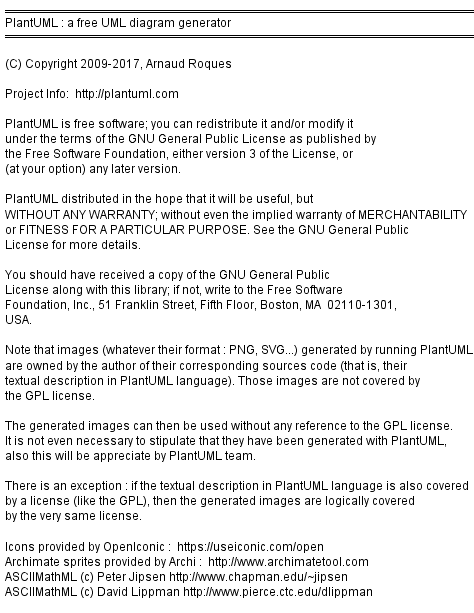 PlantUML : a free UML diagram generator
(C) Copyright 2009-2017, Arnaud Roques
Project Info:  http://plantuml.com
PlantUML is free software; you can redistribute it and/or modify it
under the terms of the GNU General Public License as published by
the Free Software Foundation, either version 3 of the License, or
(at your option) any later version.
PlantUML distributed in the hope that it will be useful, but
WITHOUT ANY WARRANTY; without even the implied warranty of MERCHANTABILITY
or FITNESS FOR A PARTICULAR PURPOSE. See the GNU General Public
License for more details.
You should have received a copy of the GNU General Public
License along with this library; if not, write to the Free Software
Foundation, Inc., 51 Franklin Street, Fifth Floor, Boston, MA  02110-1301,
USA.
Note that images (whatever their format : PNG, SVG...) generated by running PlantUML
are owned by the author of their corresponding sources code (that is, their
textual description in PlantUML language). Those images are not covered by
the GPL license.
The generated images can then be used without any reference to the GPL license.
It is not even necessary to stipulate that they have been generated with PlantUML,
also this will be appreciate by PlantUML team.
There is an exception : if the textual description in PlantUML language is also covered
by a license (like the GPL), then the generated images are logically covered
by the very same license.
Icons provided by OpenIconic :  https://useiconic.com/open
Archimate sprites provided by Archi :  http://www.archimatetool.com
ASCIIMathML (c) Peter Jipsen http://www.chapman.edu/~jipsen
ASCIIMathML (c) David Lippman http://www.pierce.ctc.edu/dlippman